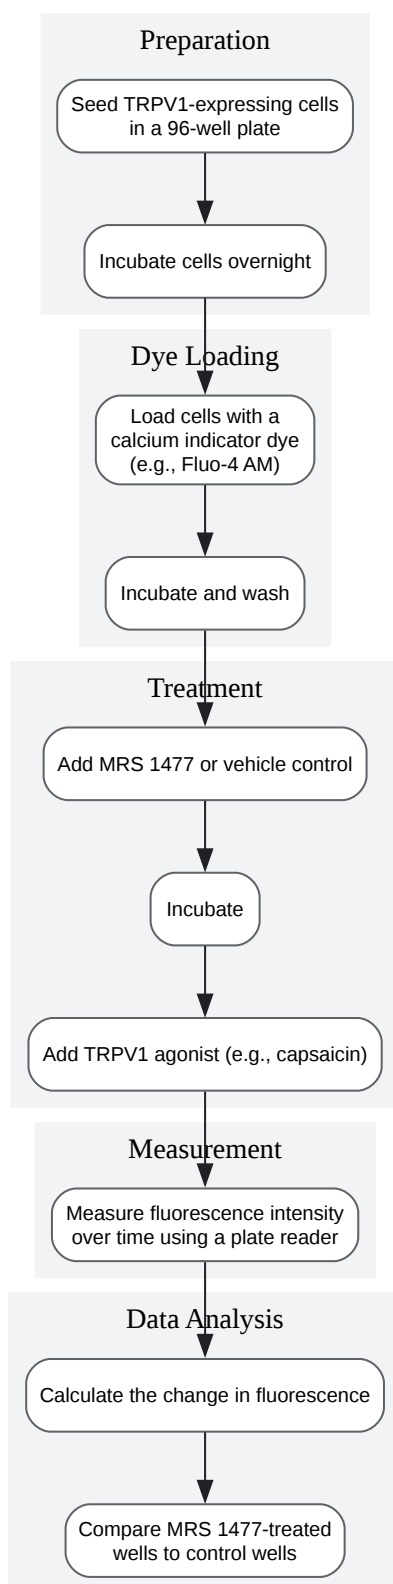 Preparation
Seed TRPV1-expressing cells
in a 96-well plate
Incubate cells overnight
Dye Loading
Load cells with a
calcium indicator dye
(e.g., Fluo-4 AM)
Incubate and wash
Treatment
Add MRS 1477 or vehicle control
Incubate
Add TRPV1 agonist (e.g., capsaicin)
Measurement
Measure fluorescence intensity
over time using a plate reader
Data Analysis
Calculate the change in fluorescence
Compare MRS 1477-treated
wells to control wells